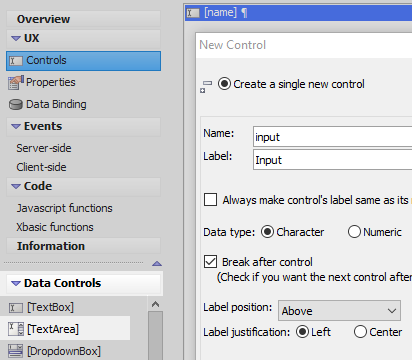 Overview
UX
Controls
Properties
Data Binding
Events
Server-side
Client-side
Code
Javascript functions
Xbasic functions
Information
Data Controls
[TextBox]
[TextArea]
[DropdownBox]
[name] ¶
New Control
Create a single new control
Name: input
Label: Input
Always make control's label same as its
Data type: Character Numeric
Break after control
(Check if you want the next control after
Label position: Above
Label justification: Left Center